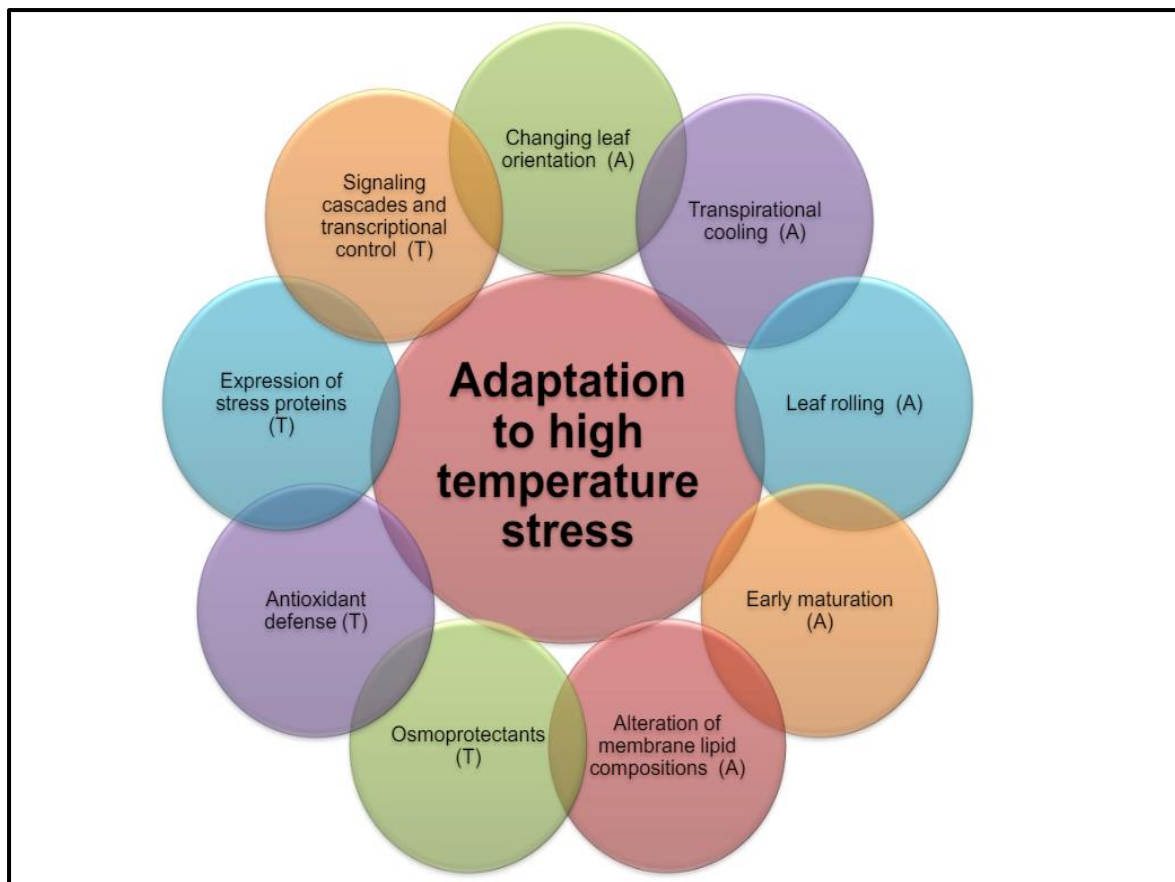 Adaptation
to high
temperature
stress
Changing leaf
orientation (A)
Transpirational
cooling (A)
Leaf rolling (A)
Early maturation
(A)
Alteration of
membrane lipid
compositions (A)
Osmoprotectants
(T)
Antioxidant
defense (T)
Expression of
stress proteins
(T)
Signaling
cascades and
transcriptional
control (T)